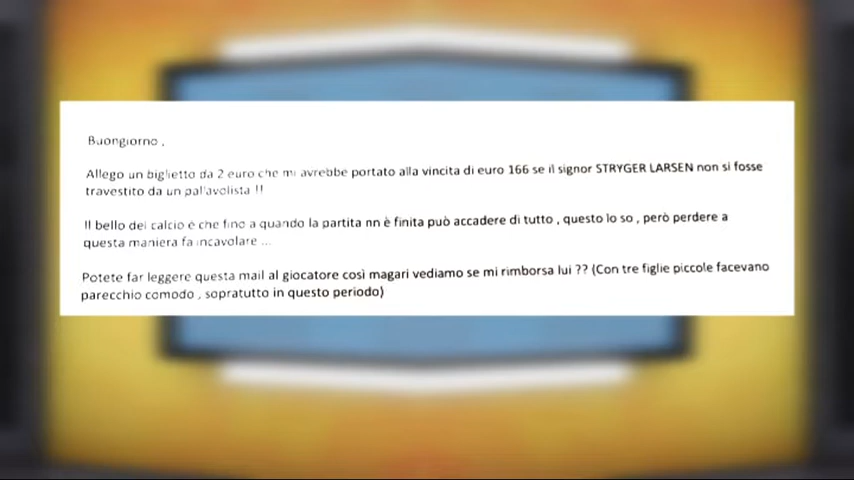 Buongiorno ,
Allego un biglietto da 2 euro che mi avrebbe portato alla vincita di euro 166 se il signor STRYGER LARSEN non si fosse
travestito da un pallavolista !!
Il bello del calcio è che fino a quando la partita nn è finita può accadere di tutto , questo lo so , però perdere a
questa maniera fa incavolare ...
Potete far leggere questa mail al giocatore così magari vediamo se mi rimborsa lui ?? (Con tre figlie piccole facevano
parecchio comodo , sopratutto in questo periodo)